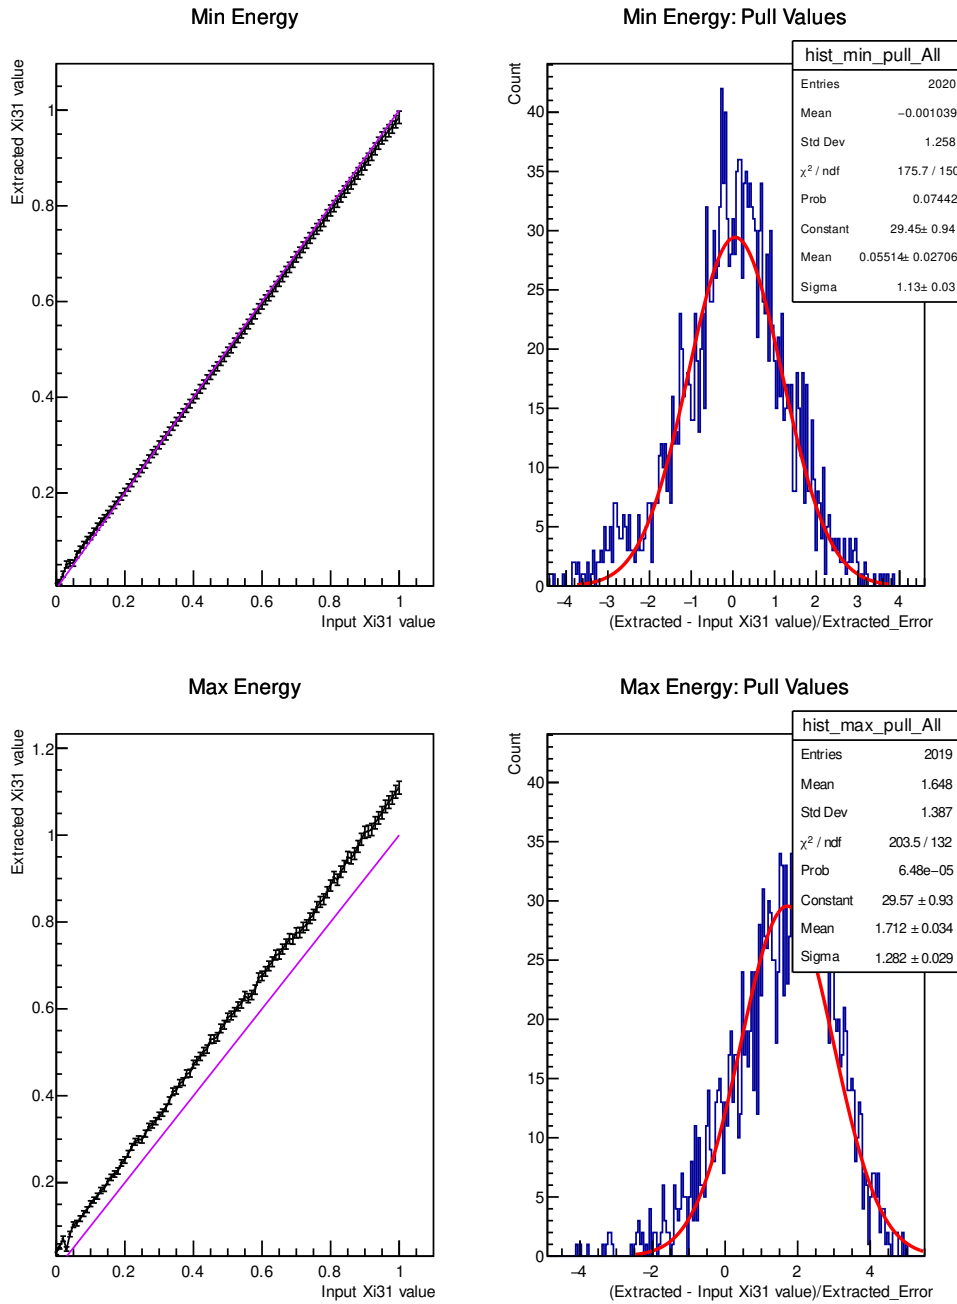 Min Energy
Extracted Xi31 value
1
0.8
0.6
0.4
0.2
0
0.2
0.4
0.6
0.8
1
Input Xi31 value
Min Energy: Pull Values
Count
40
35
30
25
20
15
10
5
0
−4
−3
−2
−1
0
1
2
3
4
(Extracted - Input Xi31 value)/Extracted_Error
hist_min_pull_All
Entries 2020
Mean −0.001039
Std Dev 1.258
χ² / ndf 175.7 / 150
Prob 0.07442
Constant 29.45± 0.94
Mean 0.05514± 0.02706
Sigma 1.13± 0.03
Max Energy
Extracted Xi31 value
1.2
1
0.8
0.6
0.4
0.2
0
0.2
0.4
0.6
0.8
1
Input Xi31 value
Max Energy: Pull Values
Count
40
35
30
25
20
15
10
5
0
−4
−2
0
2
4
(Extracted - Input Xi31 value)/Extracted_Error
hist_max_pull_All
Entries 2019
Mean 1.648
Std Dev 1.387
χ² / ndf 203.5 / 132
Prob 6.48e−05
Constant 29.57 ± 0.93
Mean 1.712 ± 0.034
Sigma 1.282 ± 0.029